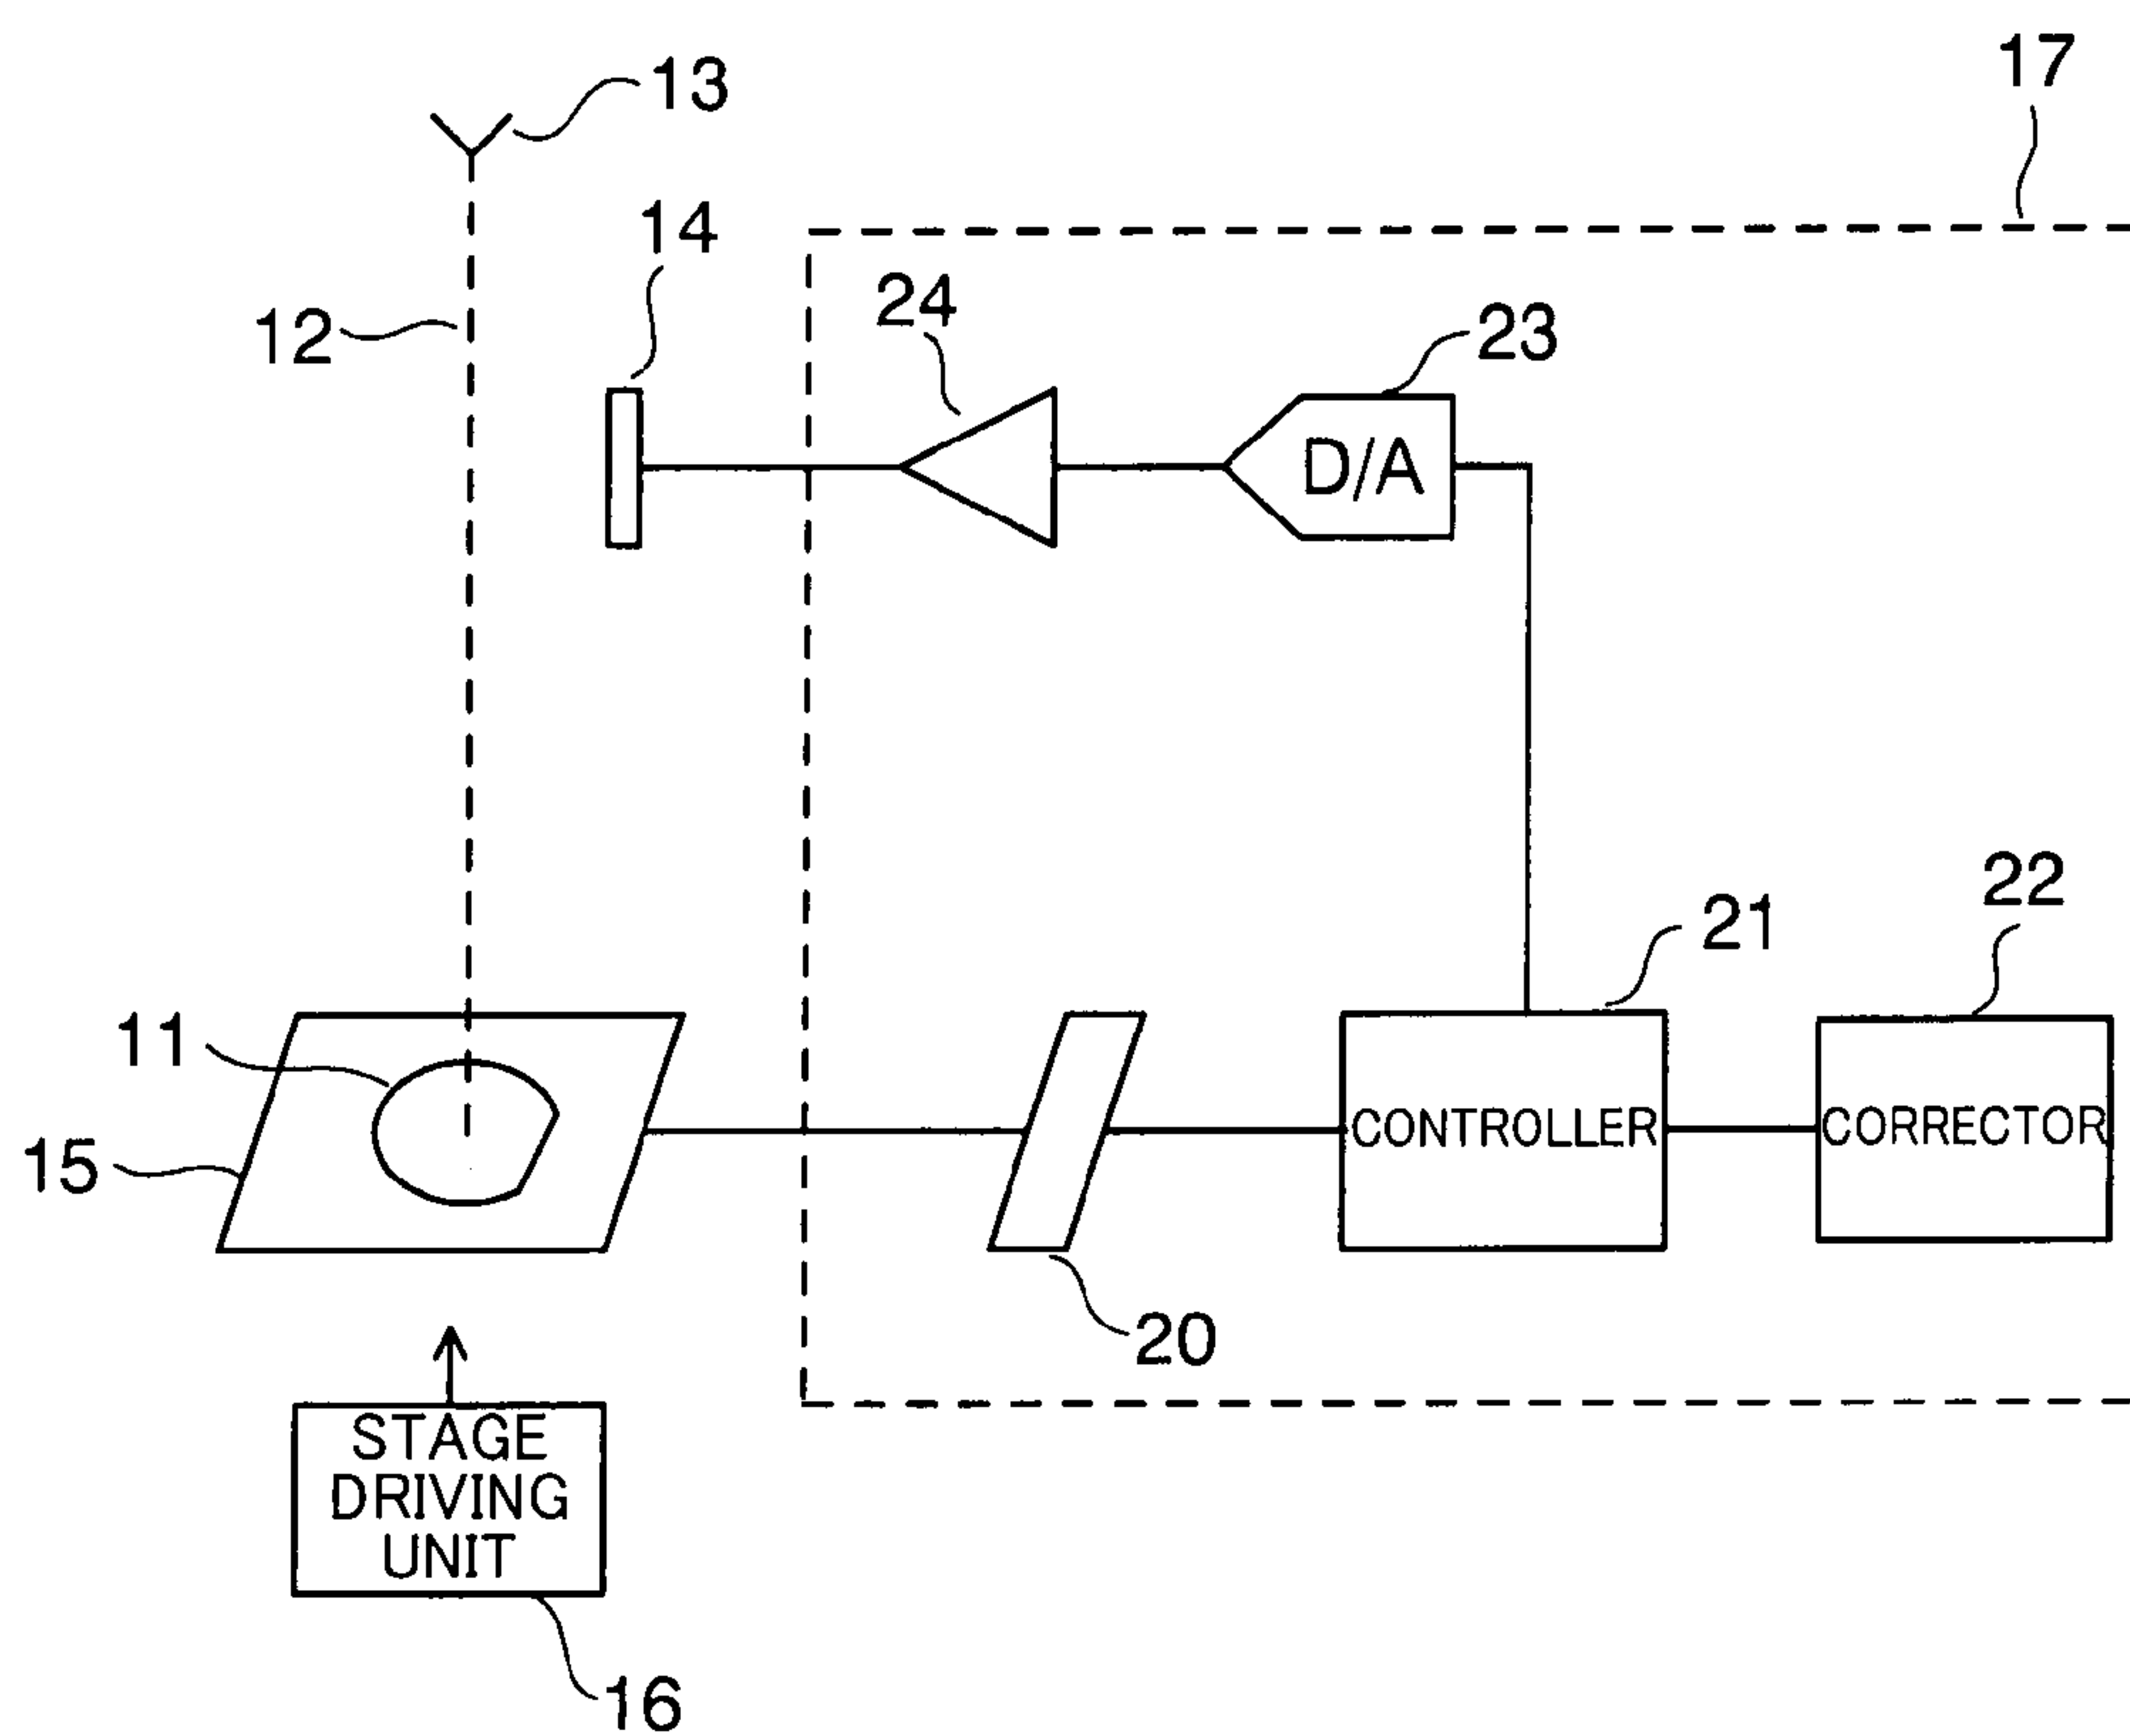 17
13
14
24
23
12
D/A
22
21
11
CONTROLLER
CORRECTOR
15
20
STAGE
DRIVING
UNIT
16